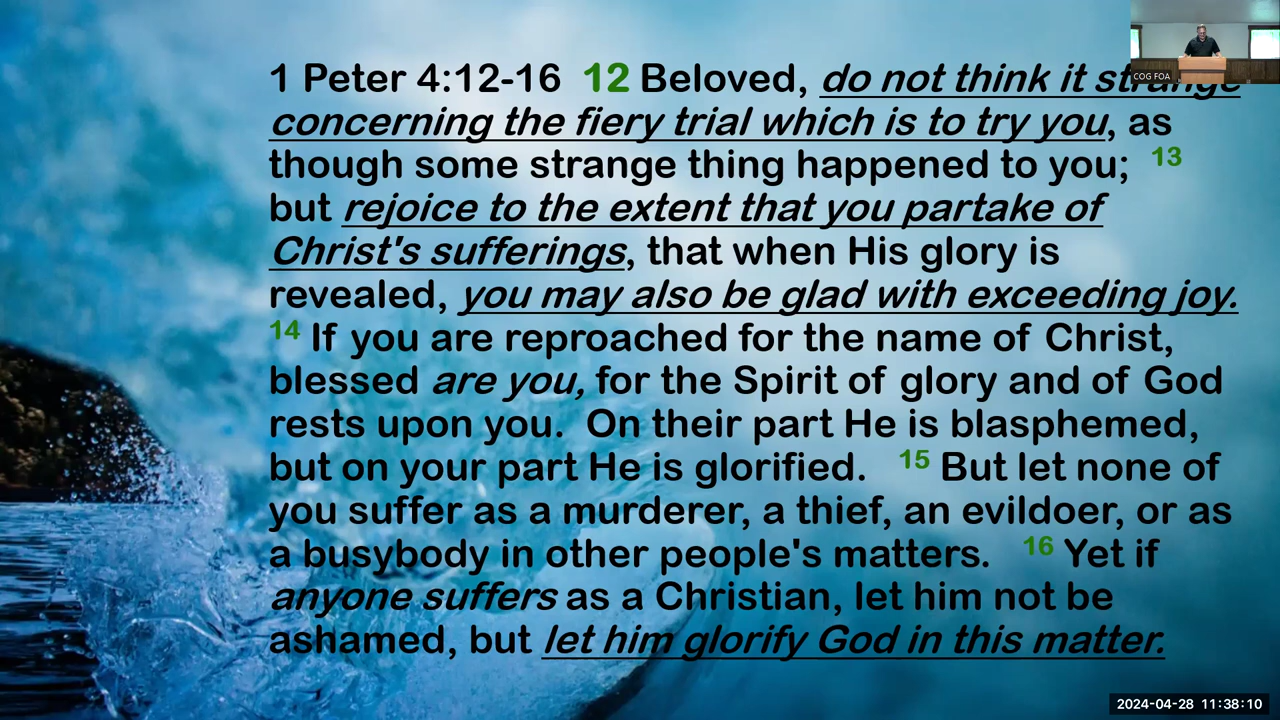 1 Peter 4:12-16  12 Beloved, do not think it strange
concerning the fiery trial which is to try you, as
though some strange thing happened to you;  13
but rejoice to the extent that you partake of
Christ's sufferings, that when His glory is
revealed, you may also be glad with exceeding joy.
14 If you are reproached for the name of Christ,
blessed are you, for the Spirit of glory and of God
rests upon you.  On their part He is blasphemed,
but on your part He is glorified.  15 But let none of
you suffer as a murderer, a thief, an evildoer, or as
a busybody in other people's matters.  16 Yet if
anyone suffers as a Christian, let him not be
ashamed, but let him glorify God in this matter.
COG FOA
2024-04-28 11:38:10